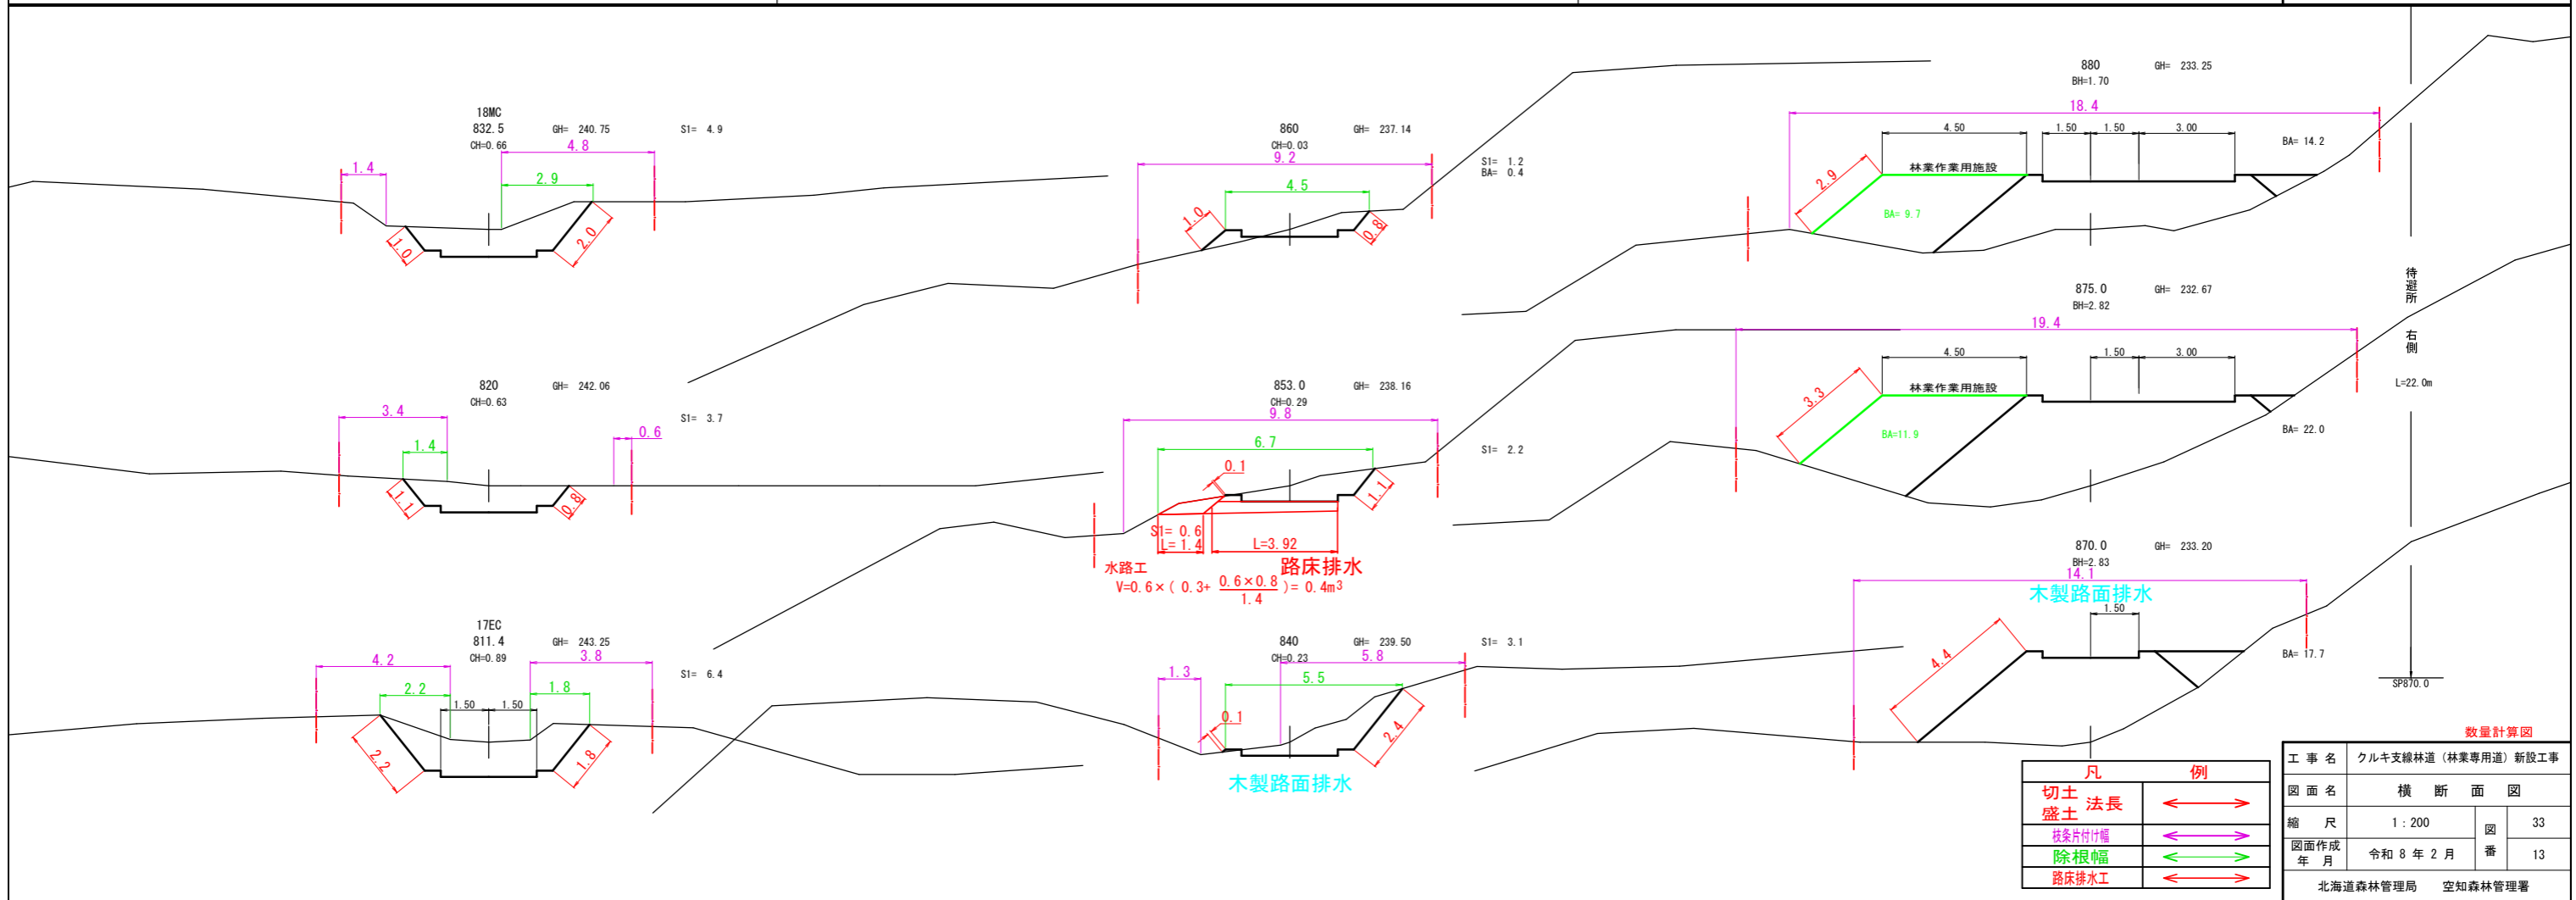 18MC
832.5 GH= 240.75 S1= 4.9
CH=0.66
4.8
1.4
2.9
1.0
2.0
820 GH= 242.06
CH=0.63
S1= 3.7
3.4
0.6
1.4
1.1
0.8
17EC
811.4 GH= 243.25
CH=0.89
S1= 6.4
4.2
3.8
2.2
1.8
1.50 1.50
2.2
1.8
860 GH= 237.14
CH=0.03
9.2
S1= 1.2
BA= 0.4
4.5
1.0
0.8
853.0 GH= 238.16
CH=0.29
9.8
6.7
S1= 2.2
0.1
1.1
S1= 0.6
L= 1.4
L=3.92
水路工
路床排水
V=0.6×( 0.3+ 0.6×0.8 / 1.4 )= 0.4m3
840 GH= 239.50 S1= 3.1
CH=0.23
5.8
1.3
5.5
0.1
2.4
木製路面排水
880 GH= 233.25
BH=1.70
18.4
4.50 1.50 1.50 3.00
BA= 14.2
林業作業用施設
2.9
BA= 9.7
875.0 GH= 232.67
BH=2.82
19.4
4.50 1.50 3.00
林業作業用施設
3.3
BA=11.9
BA= 22.0
870.0 GH= 233.20
BH=2.83
14.1
木製路面排水
1.50
4.4
BA= 17.7
待避所 右側
L=22.0m
SP870.0
数量計算図
凡 例
切土
盛土 法長
枝条片付け幅
除根幅
路床排水工
工 事 名 クルキ支線林道（林業専用道）新設工事
図 面 名 横 断 面 図
縮 尺 1：200 図番 33
図面作成年 月 令和 8 年 2 月 13
北海道森林管理局 空知森林管理署